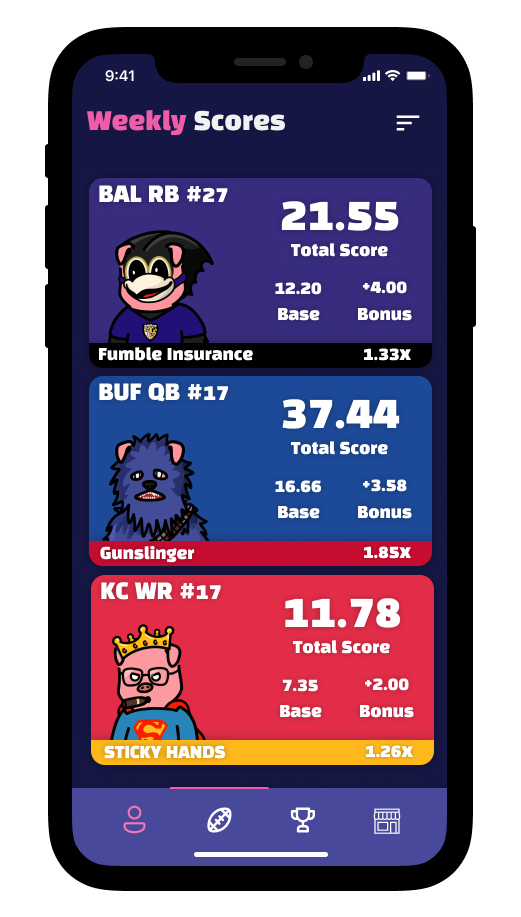 9:41
Weekly Scores
BAL RB #27
21.55
Total Score
12.20 +4.00
Base Bonus
Fumble Insurance 1.33X
BUF QB #17
37.44
Total Score
16.66 +3.58
Base Bonus
Gunslinger 1.85X
KC WR #17
11.78
Total Score
7.35 +2.00
Base Bonus
STICKY HANDS 1.26X